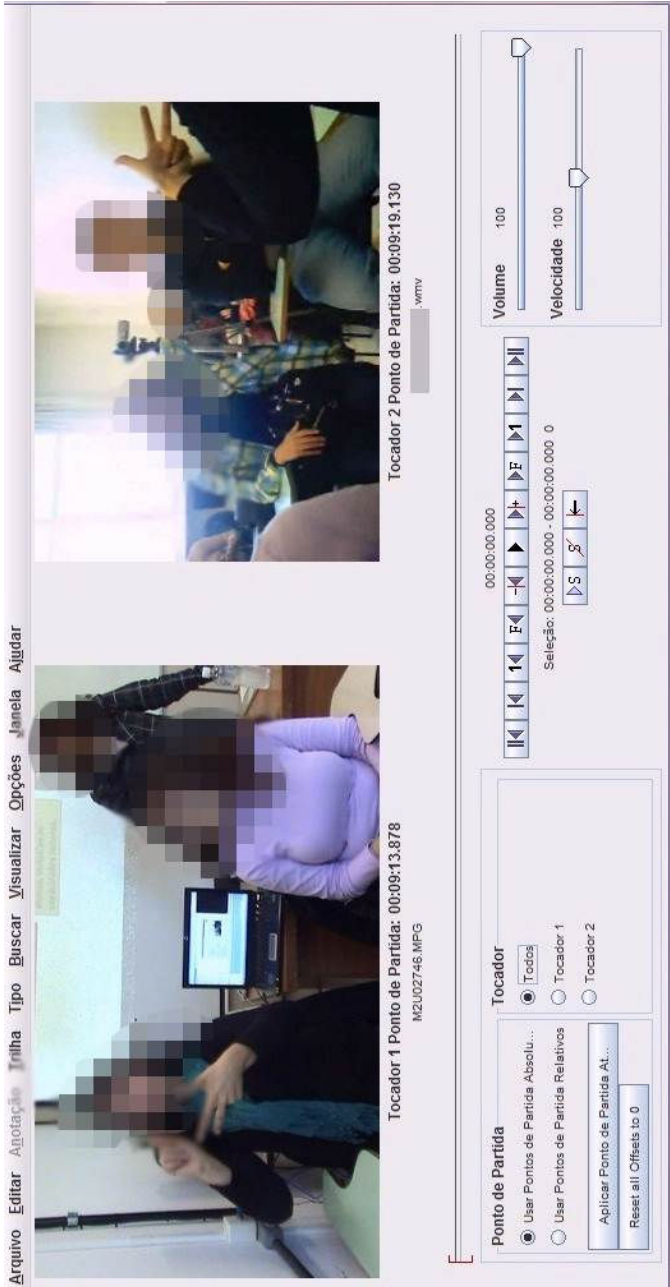 Arquivo Editar Anotação Trilha Tipo Buscar Visualizar Opções Janela Ajudar
Tocador 1 Ponto de Partida: 00:09:13.878
M2U02746.MPG
Tocador 2 Ponto de Partida: 00:09:19.130
.wmv
Ponto de Partida
Usar Pontos de Partida Absolu...
Usar Pontos de Partida Relativos
Aplicar Ponto de Partida At...
Reset all Offsets to 0
Tocador
Todos
Tocador 1
Tocador 2
00:00:00.000
1 F F 1
Seleção: 00:00:00.000 - 00:00:00.000 0
S S
Volume 100
Velocidade 100